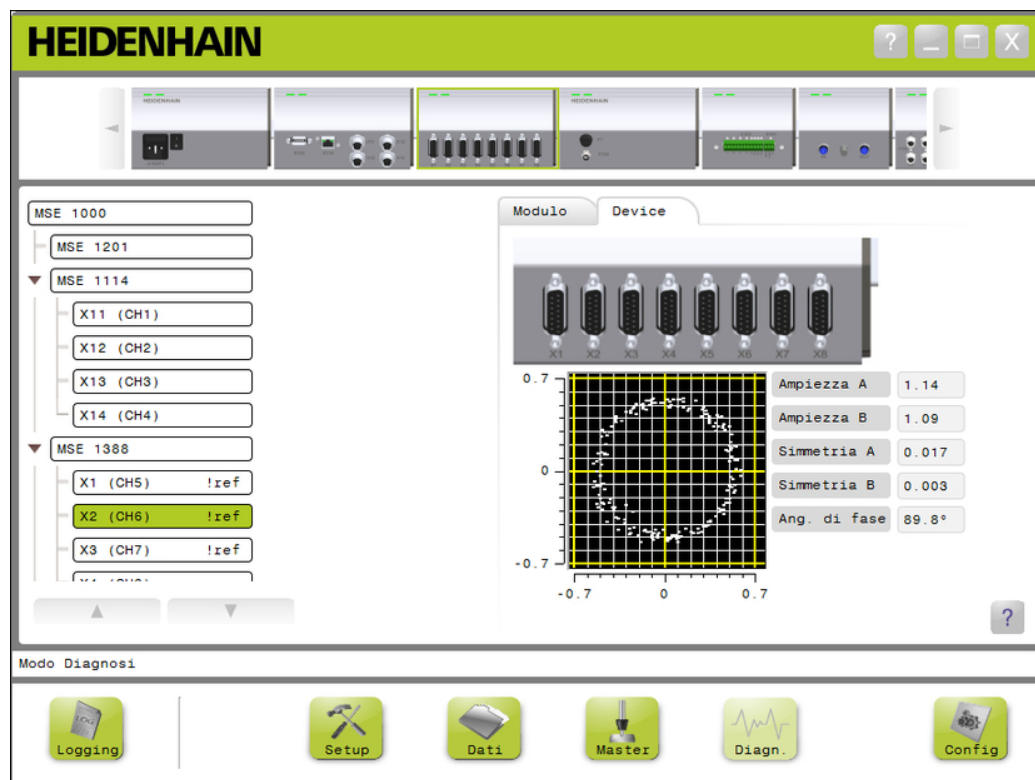 HEIDENHAIN
? X
HEIDENHAIN
HEIDENHAIN
MSE 1000
MSE 1201
MSE 1114
X11 (CH1)
X12 (CH2)
X13 (CH3)
X14 (CH4)
MSE 1388
X1 (CH5) !ref
X2 (CH6) !ref
X3 (CH7) !ref
Modulo Device
X1 X2 X3 X4 X5 X6 X7 X8
0.7
0
-0.7
-0.7 0 0.7
Ampiezza A 1.14
Ampiezza B 1.09
Simmetria A 0.017
Simmetria B 0.003
Ang. di fase 89.8°
?
Modo Diagnosi
LOG
Logging Setup Dati Master Diagn. Config